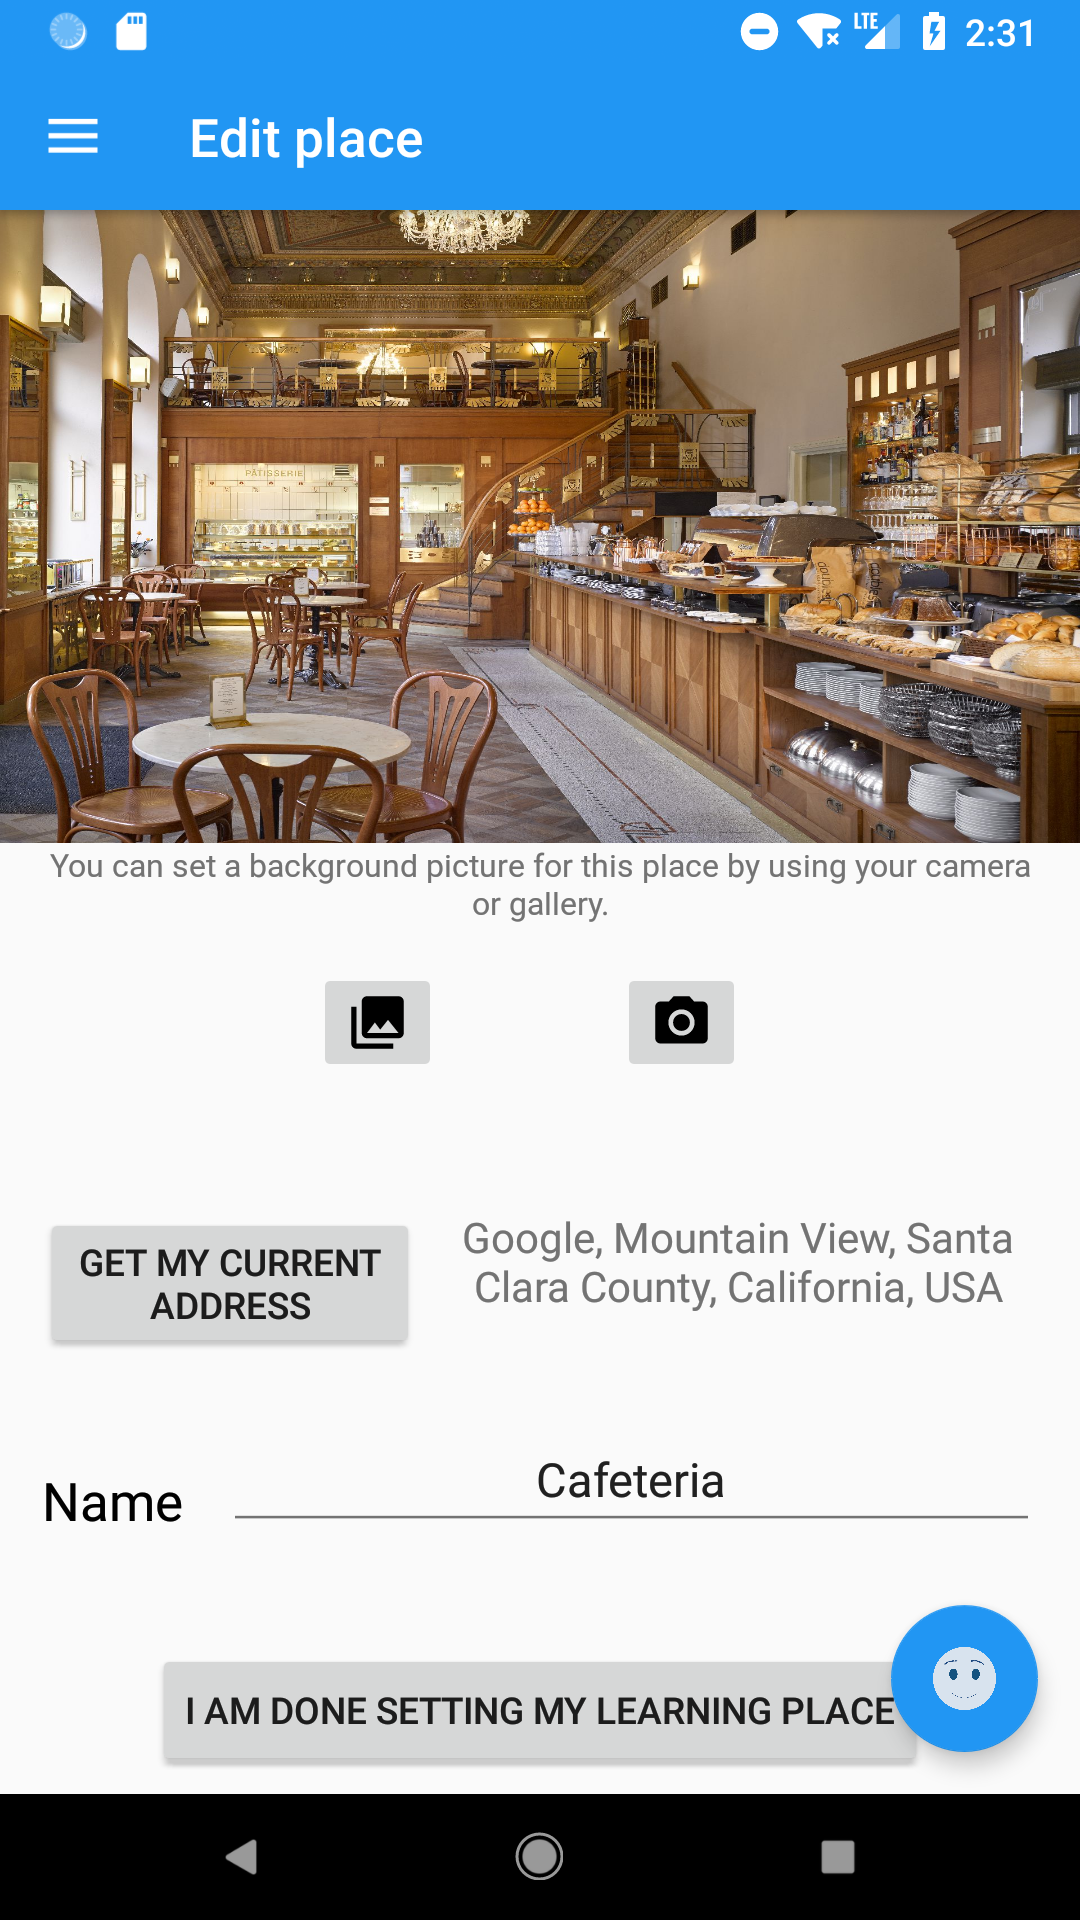 LTE 2:31
Edit place
PÂTISSERIE
You can set a background picture for this place by using your camera
or gallery.
GET MY CURRENT
ADDRESS
Google, Mountain View, Santa
Clara County, California, USA
Name
Cafeteria
I AM DONE SETTING MY LEARNING PLACE